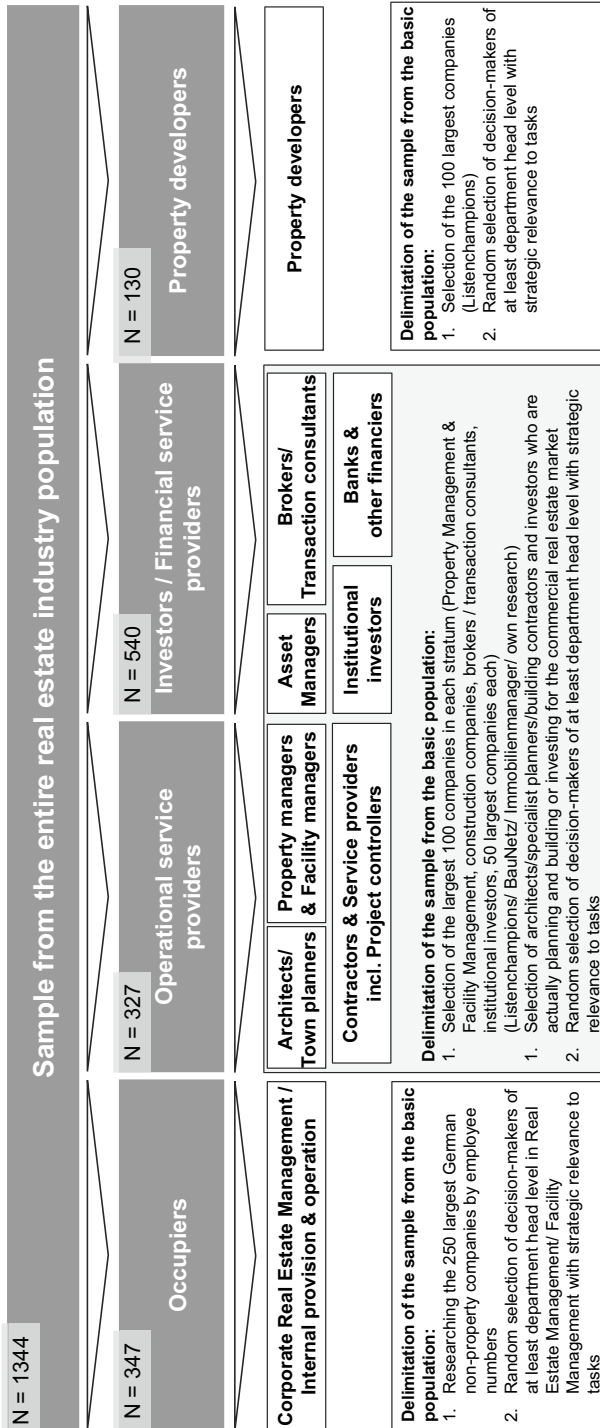 N = 1344
Sample from the entire real estate industry population
N = 347
Occupiers
N = 327
Operational service
providers
N = 540
Investors / Financial service
providers
N = 130
Property developers
Corporate Real Estate Management /
Internal provision & operation
Architects/
Town planners
Property managers
& Facility managers
Contractors & Service providers
incl. Project controllers
Asset
Managers
Brokers/
Transaction consultants
Institutional
investors
Banks &
other financiers
Property developers
Delimitation of the sample from the basic
population:
1. Researching the 250 largest German
non-property companies by employee
numbers
2. Random selection of decision-makers of
at least department head level in Real
Estate Management/ Facility
Management with strategic relevance to
tasks
Delimitation of the sample from the basic population:
1. Selection of the largest 100 companies in each stratum (Property Management &
Facility Management, construction companies, brokers / transaction consultants,
institutional investors, 50 largest companies each)
(Listenchampions/ BauNetz/ Immobilienmanager/ own research)
1. Selection of architects/specialist planners/building contractors and investors who are
actually planning and building or investing for the commercial real estate market
2. Random selection of decision-makers of at least department head level with strategic
relevance to tasks
Delimitation of the sample from the basic
population:
1. Selection of the 100 largest companies
(Listenchampions)
2. Random selection of decision-makers of
at least department head level with
strategic relevance to tasks